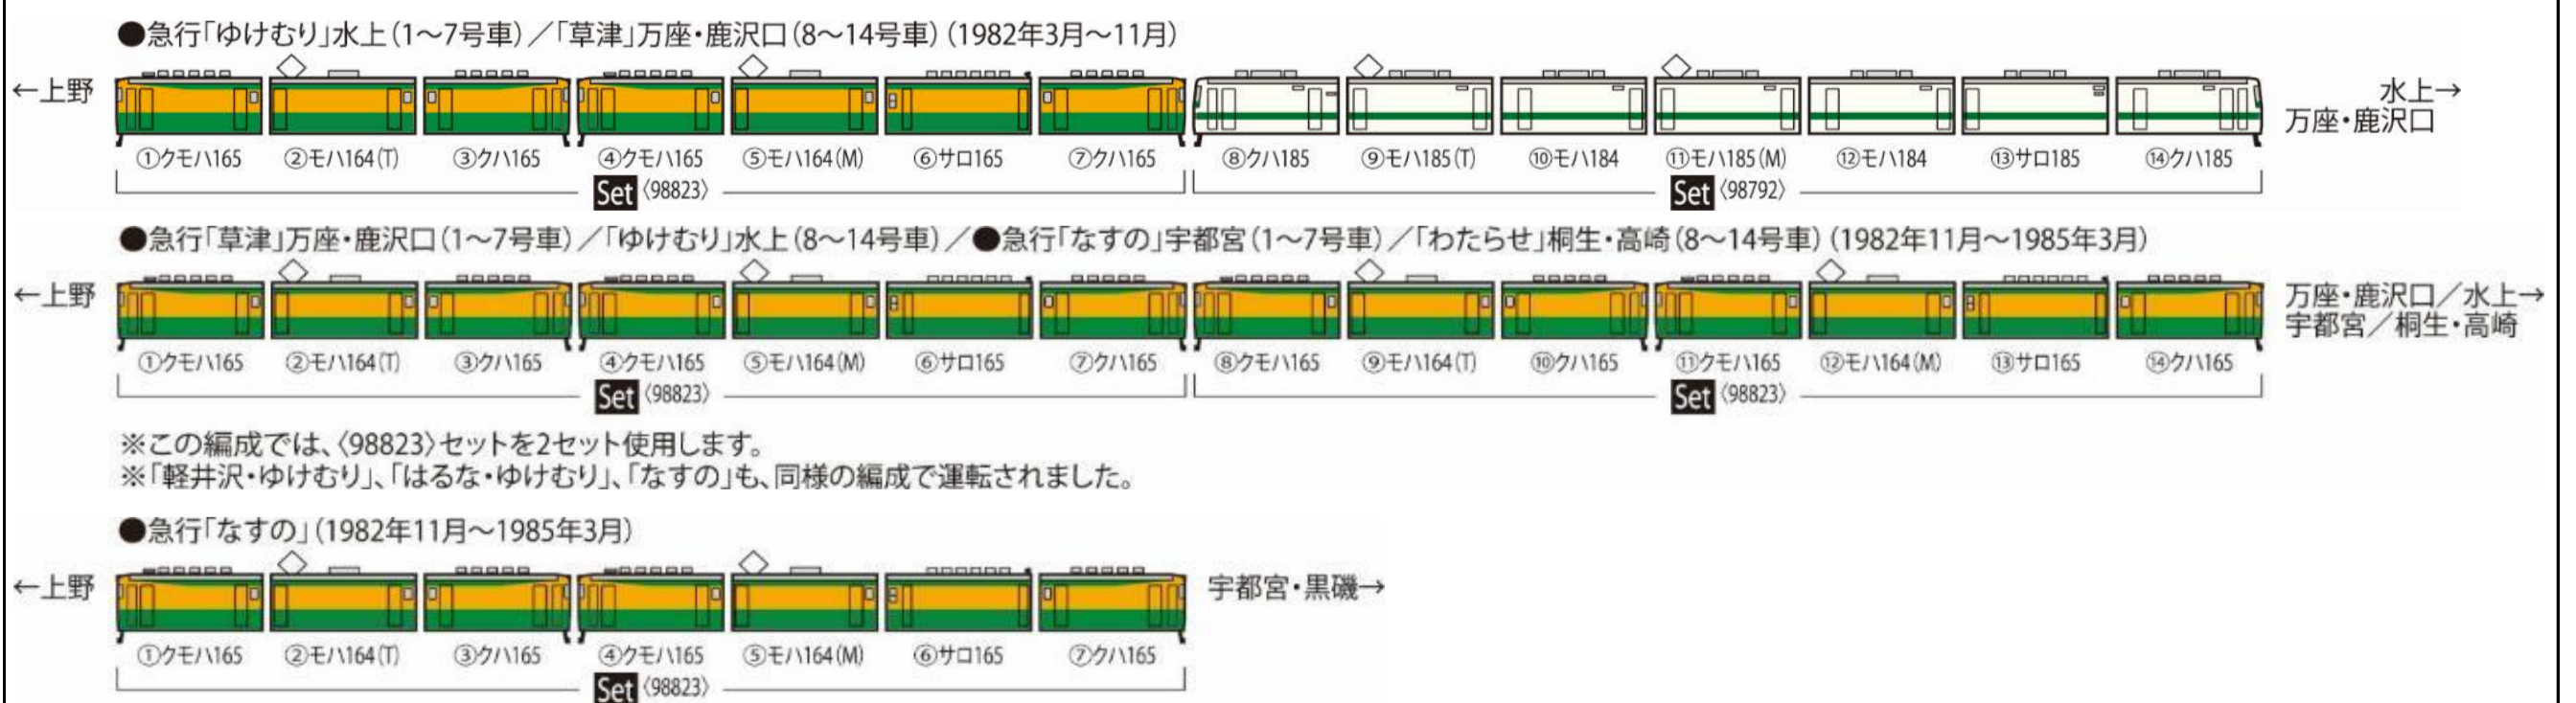 ●急行「ゆけむり」水上(1〜7号車)／「草津」万座・鹿沢口(8〜14号車)(1982年3月〜11月)
←上野
水上→
万座・鹿沢口
①クモハ165 ②モハ164(T) ③クハ165 ④クモハ165 ⑤モハ164(M) ⑥サロ165 ⑦クハ165 ⑧クハ185 ⑨モハ185(T) ⑩モハ184 ⑪モハ185(M) ⑫モハ184 ⑬サロ185 ⑭クハ185
Set〈98823〉 Set〈98792〉
●急行「草津」万座・鹿沢口(1〜7号車)／「ゆけむり」水上(8〜14号車)／●急行「なすの」宇都宮(1〜7号車)／「わたらせ」桐生・高崎(8〜14号車)(1982年11月〜1985年3月)
←上野
万座・鹿沢口／水上→
宇都宮／桐生・高崎
①クモハ165 ②モハ164(T) ③クハ165 ④クモハ165 ⑤モハ164(M) ⑥サロ165 ⑦クハ165 ⑧クモハ165 ⑨モハ164(T) ⑩クハ165 ⑪クモハ165 ⑫モハ164(M) ⑬サロ165 ⑭クハ165
Set〈98823〉 Set〈98823〉
※この編成では、〈98823〉セットを2セット使用します。
※「軽井沢・ゆけむり」、「はるな・ゆけむり」、「なすの」も、同様の編成で運転されました。
●急行「なすの」(1982年11月〜1985年3月)
←上野
宇都宮・黒磯→
①クモハ165 ②モハ164(T) ③クハ165 ④クモハ165 ⑤モハ164(M) ⑥サロ165 ⑦クハ165
Set〈98823〉